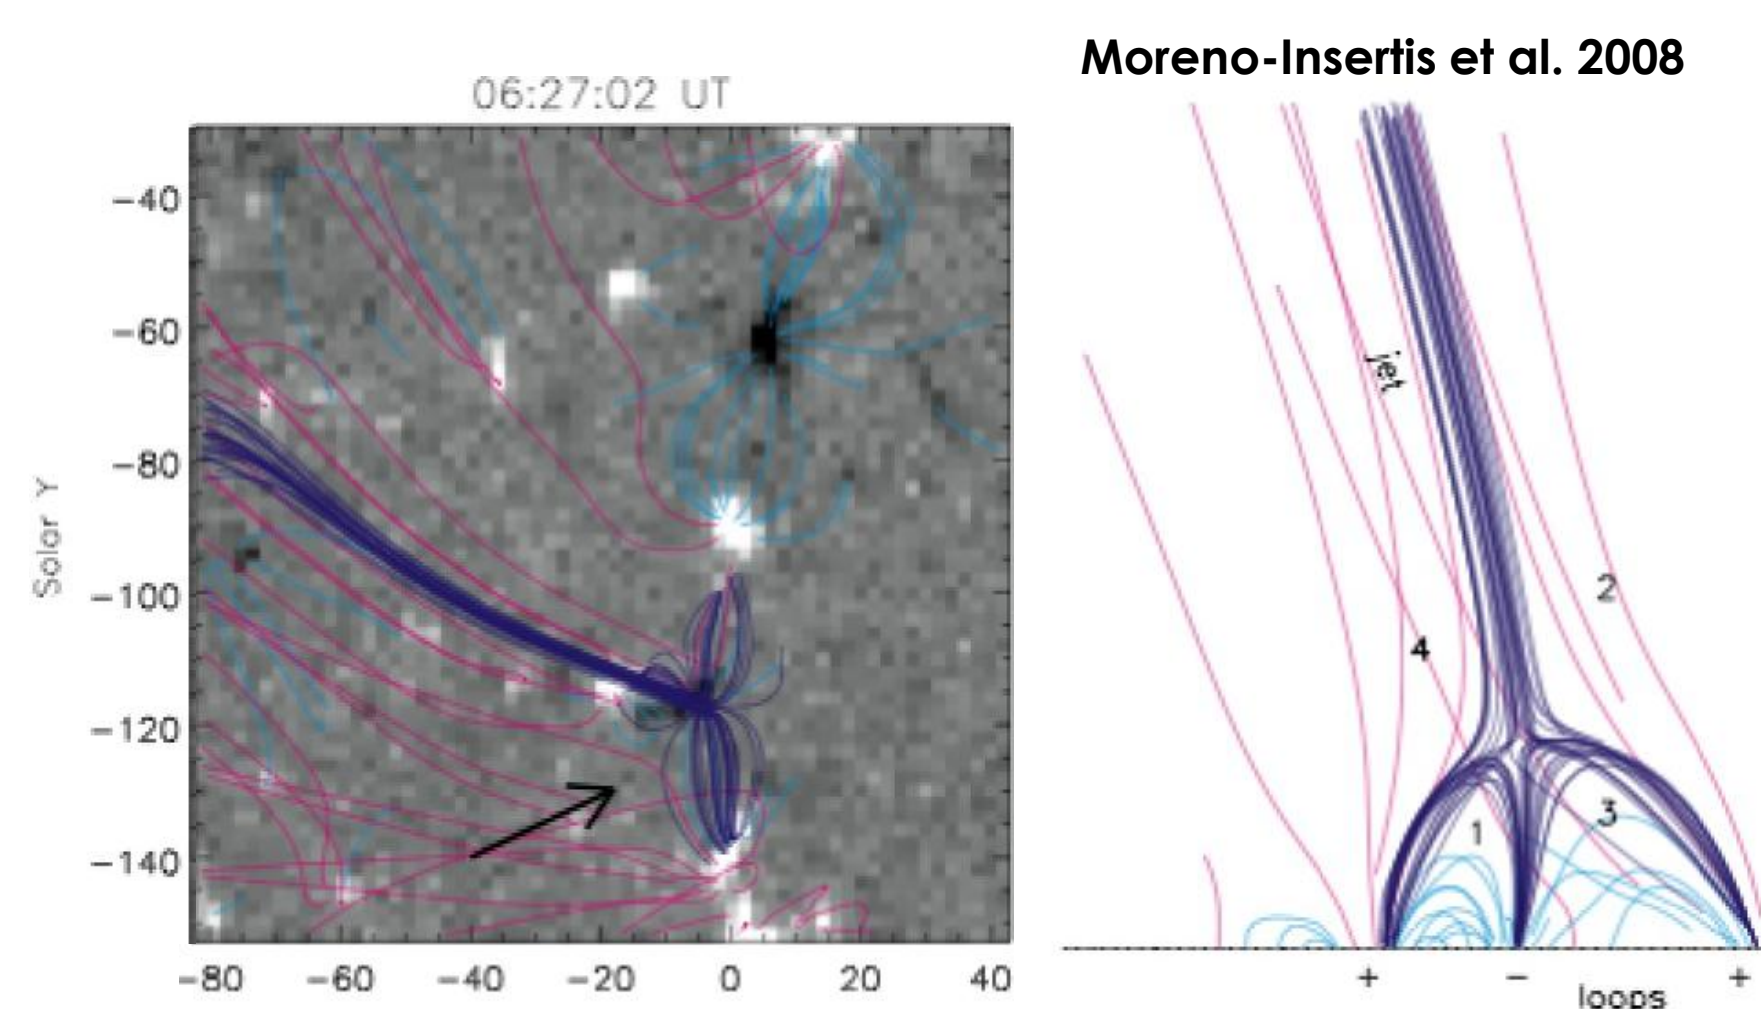 Moreno-Insertis et al. 2008
06:27:02 UT
Solar Y
−40
−60
−80
−100
−120
−140
−80 −60 −40 −20 0 20 40
jet
2
4
3
1
+ − +
loops